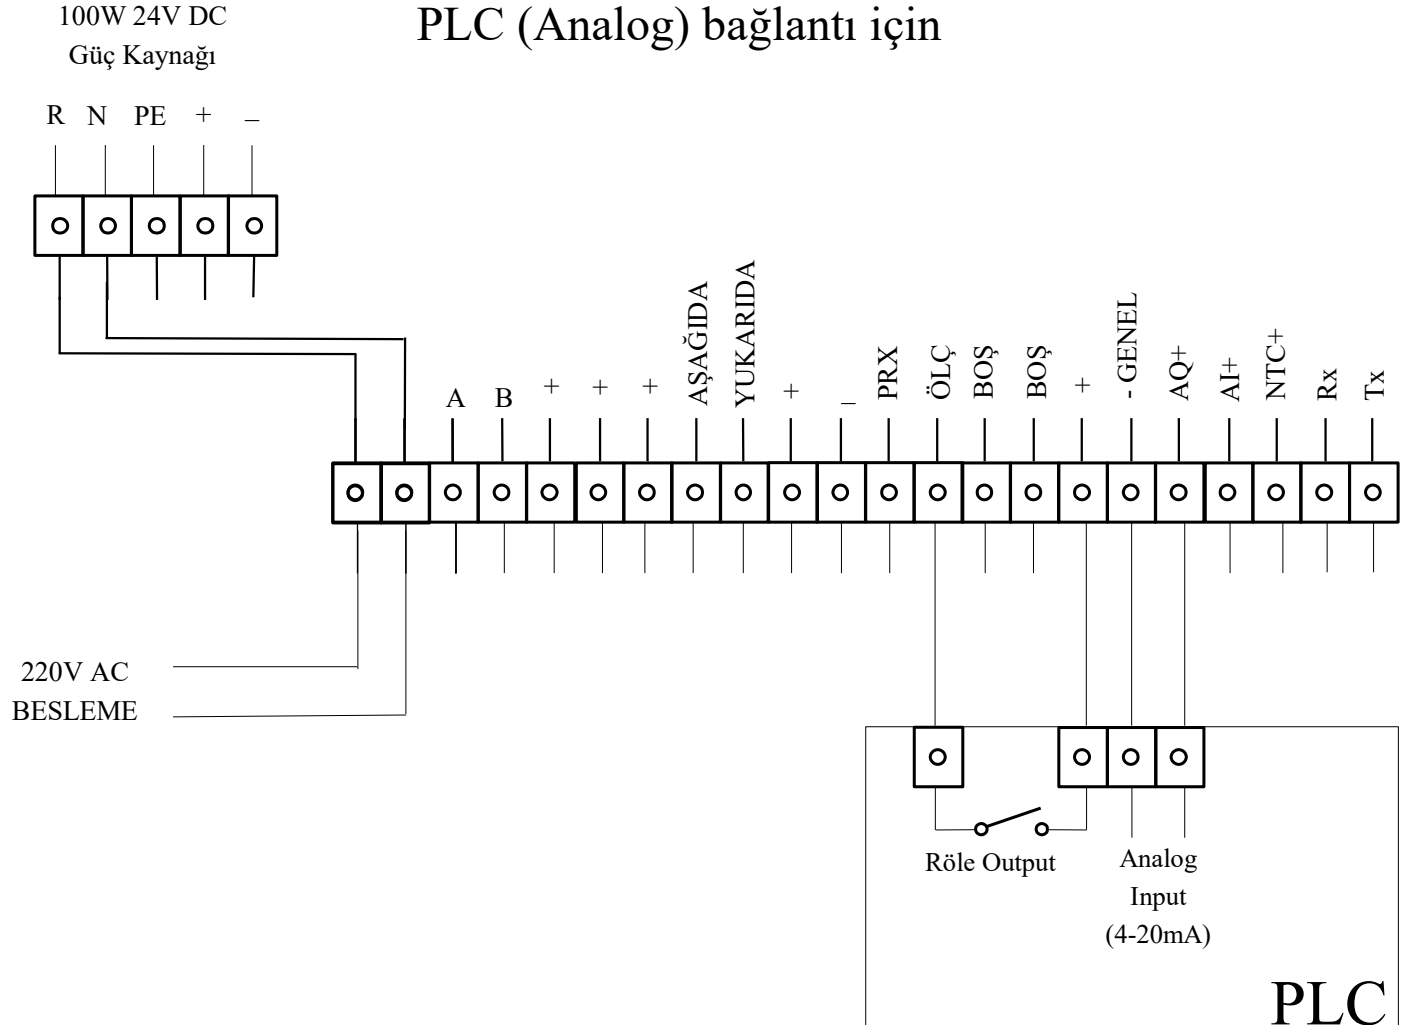 100W 24V DC
Güç Kaynağı
PLC (Analog) bağlantı için
R N PE + –
A B + + + AŞAĞIDA YUKARIDA + – PRX ÖLÇ BOŞ BOŞ + - GENEL AQ+ AI+ NTC+ Rx Tx
220V AC
BESLEME
Röle Output
Analog
Input
(4-20mA)
PLC